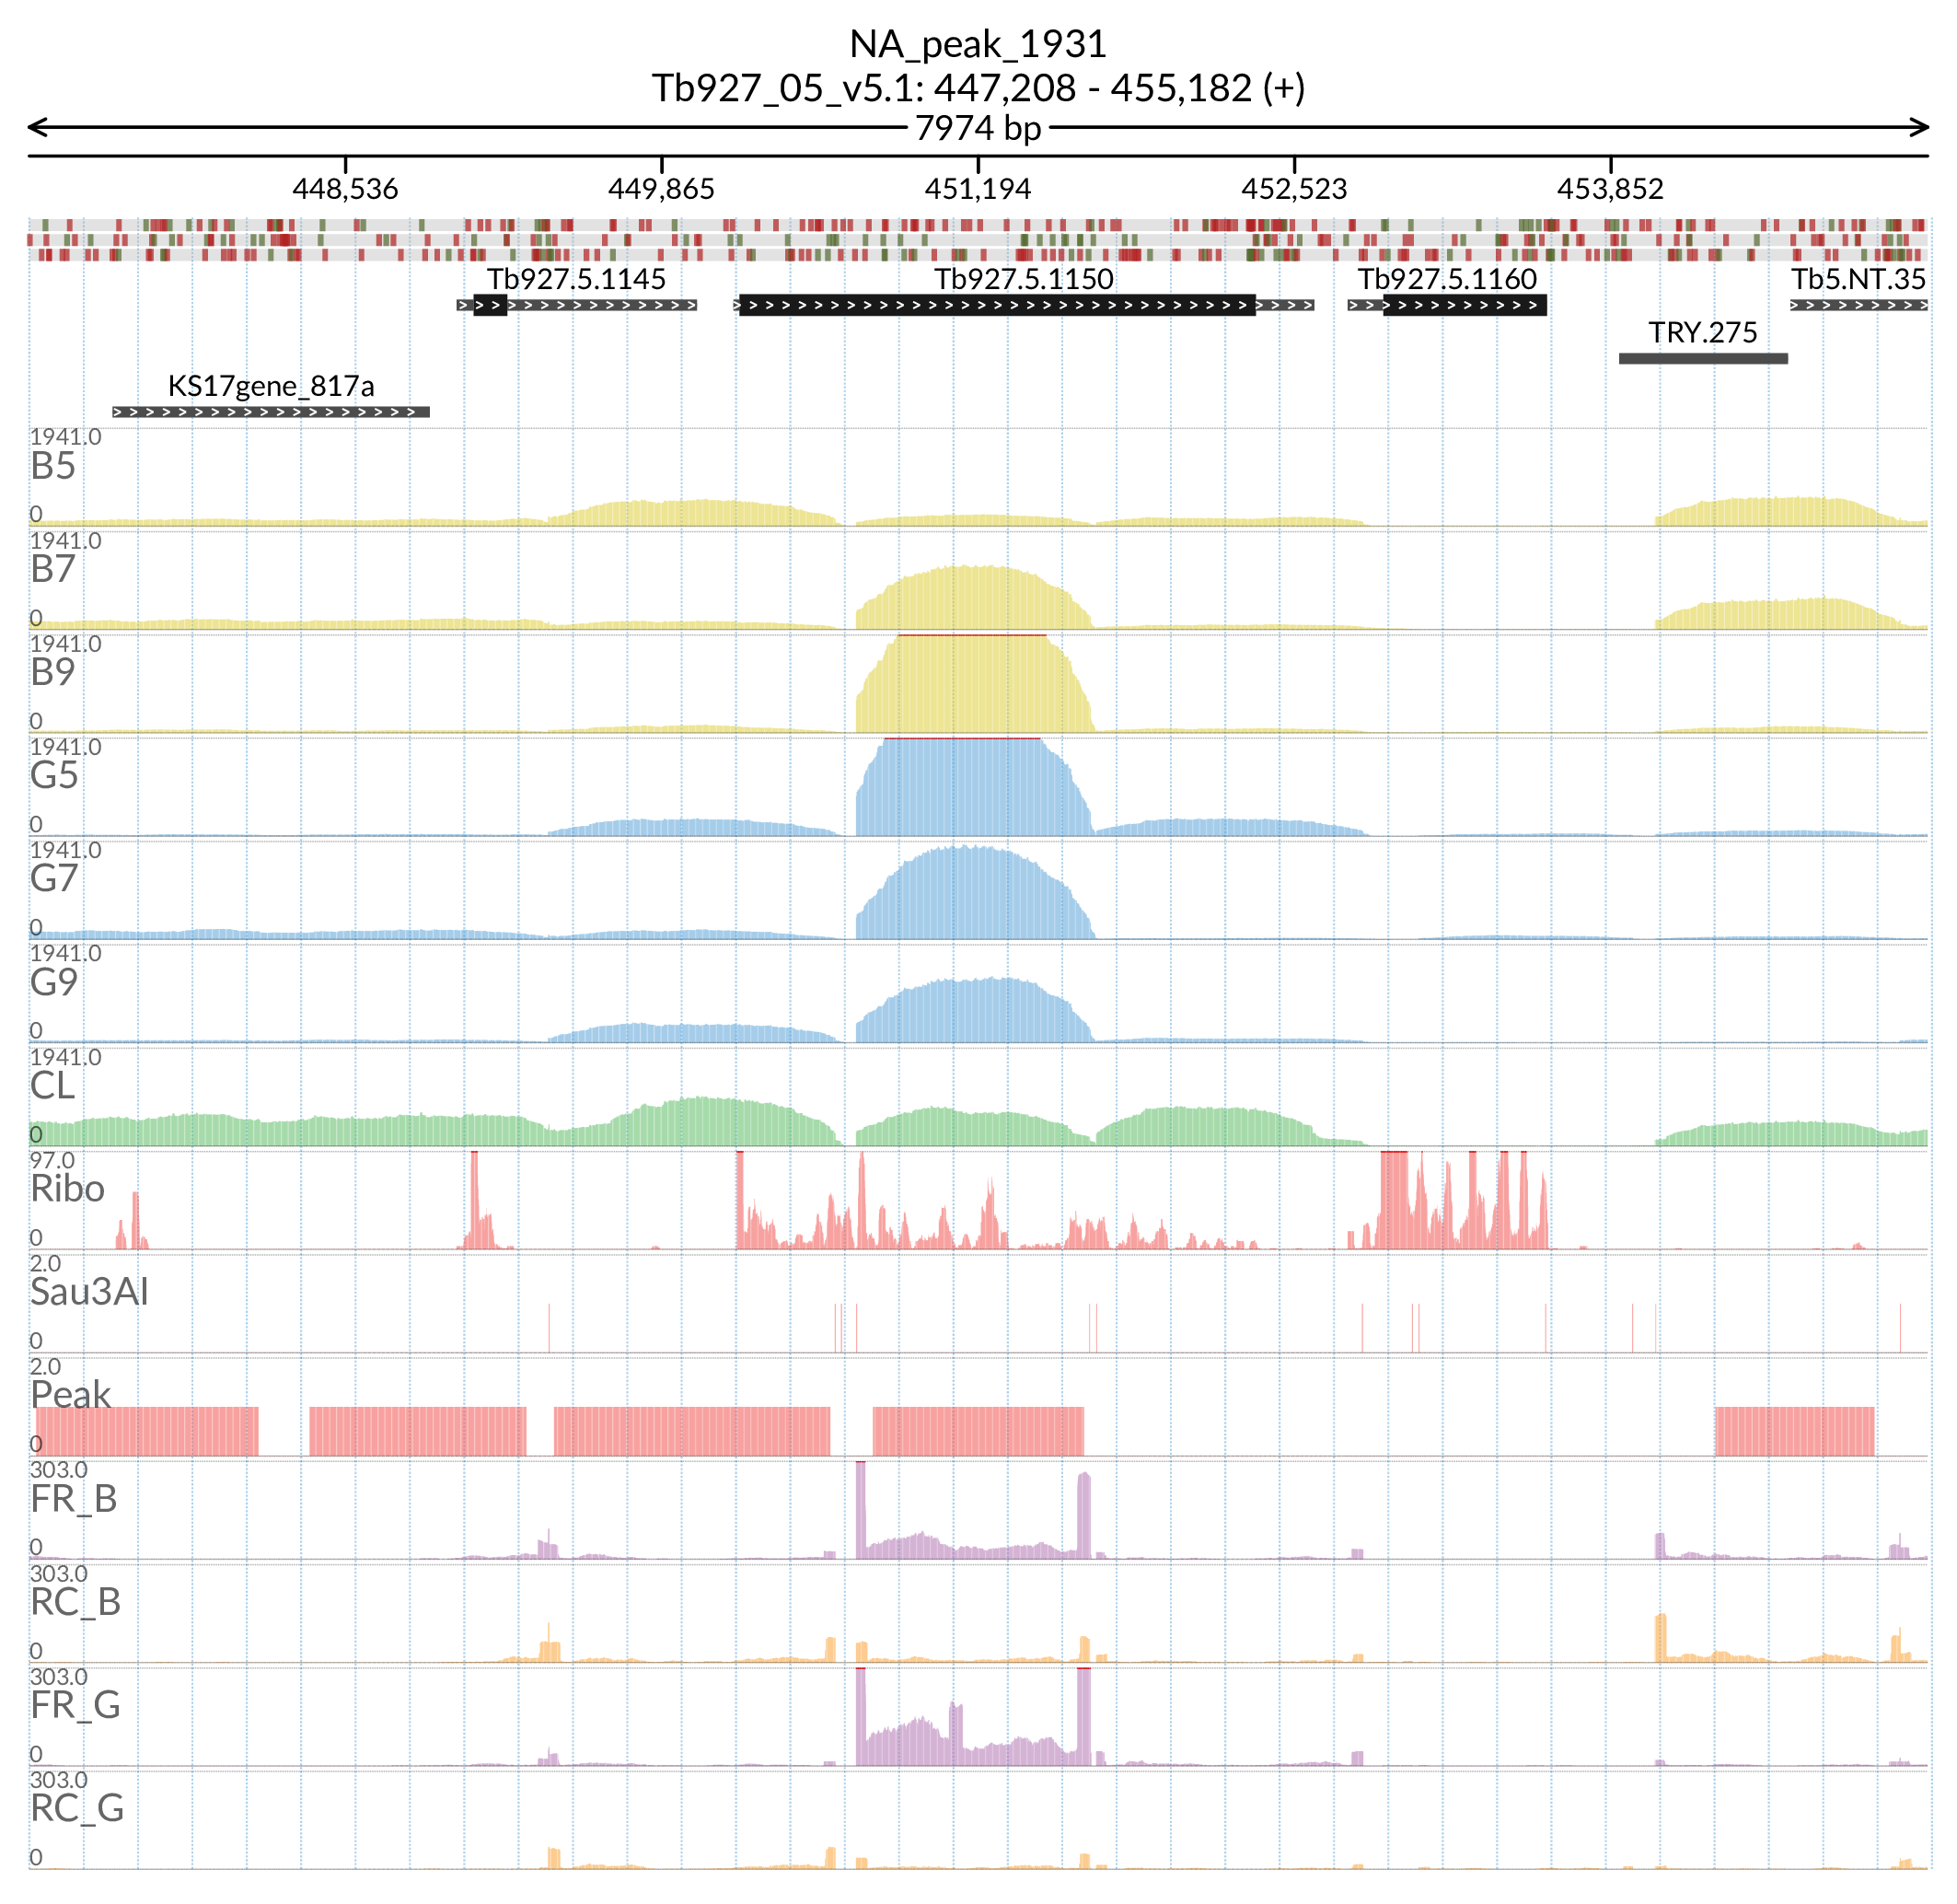 NA_peak_1931
Tb927_05_v5.1: 447,208 - 455,182 (+)
7974 bp
448,536 449,865 451,194 452,523 453,852
Tb927.5.1145 Tb927.5.1150 Tb927.5.1160 Tb5.NT.35
TRY.275
KS17gene_817a
1941.0
B5
0
1941.0
B7
0
1941.0
B9
0
1941.0
G5
0
1941.0
G7
0
1941.0
G9
0
1941.0
CL
0
97.0
Ribo
0
2.0
Sau3AI
0
2.0
Peak
0
303.0
FR_B
0
303.0
RC_B
0
303.0
FR_G
0
303.0
RC_G
0